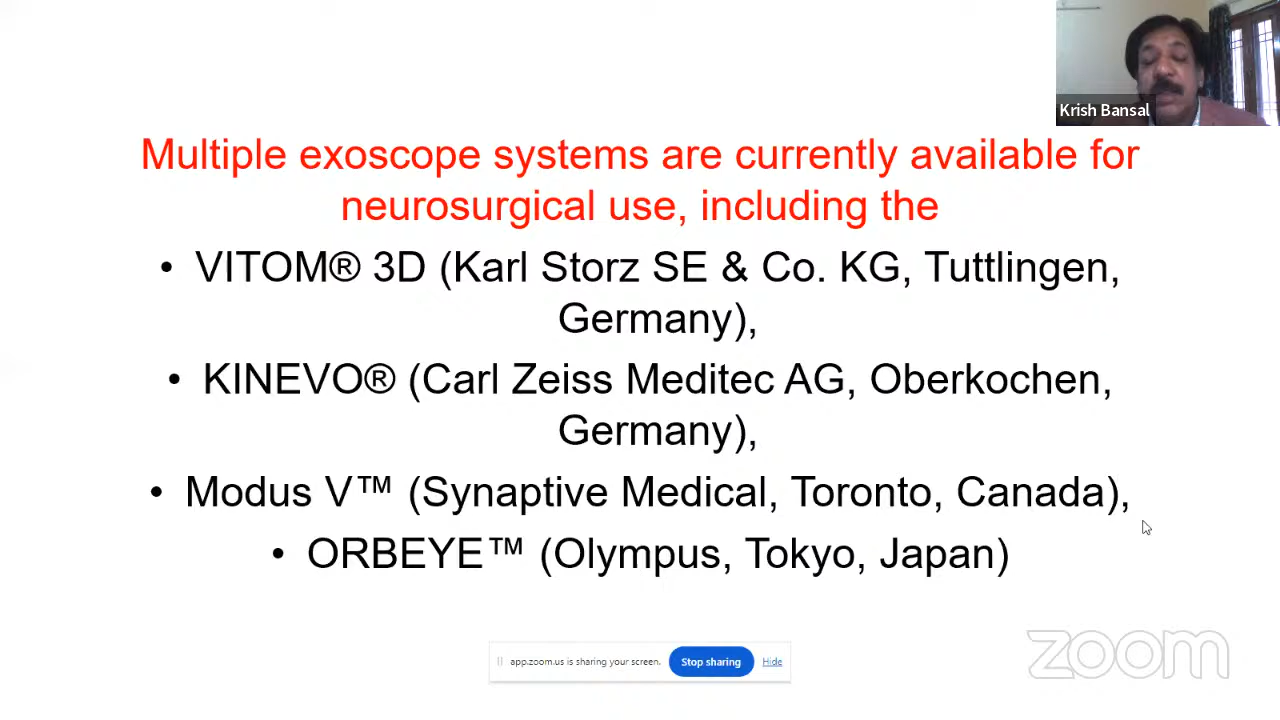 Krish Bansal
Multiple exoscope systems are currently available for
neurosurgical use, including the
• VITOM® 3D (Karl Storz SE & Co. KG, Tuttlingen,
Germany),
• KINEVO® (Carl Zeiss Meditec AG, Oberkochen,
Germany),
• Modus V™ (Synaptive Medical, Toronto, Canada),
• ORBEYE™ (Olympus, Tokyo, Japan)
app.zoom.us is sharing your screen. Stop sharing Hide
zoom